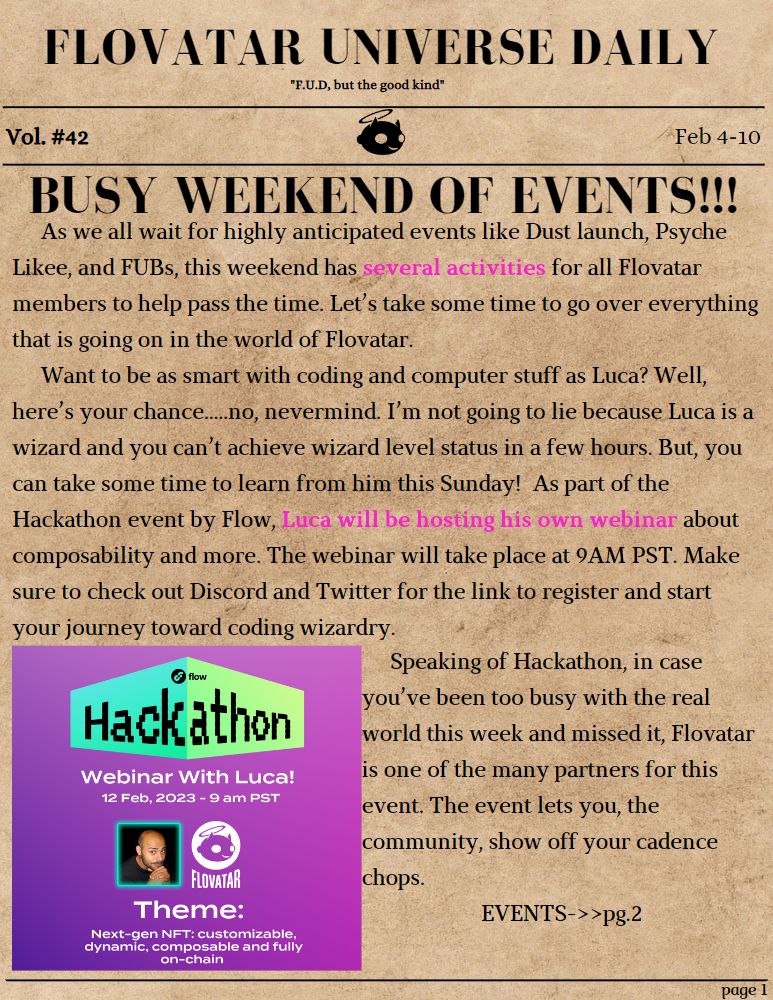 FLOVATAR UNIVERSE DAILY
"F.U.D, but the good kind"
Vol. #42
Feb 4-10
BUSY WEEKEND OF EVENTS!!!
As we all wait for highly anticipated events like Dust launch, Psyche
Likee, and FUBs, this weekend has several activities for all Flovatar
members to help pass the time. Let's take some time to go over everything
that is going on in the world of Flovatar.
Want to be as smart with coding and computer stuff as Luca? Well,
here's your chance.....no, nevermind. I'm not going to lie because Luca is a
wizard and you can't achieve wizard level status in a few hours. But, you
can take some time to learn from him this Sunday! As part of the
Hackathon event by Flow, Luca will be hosting his own webinar about
composability and more. The webinar will take place at 9AM PST. Make
sure to check out Discord and Twitter for the link to register and start
your journey toward coding wizardry.
flow
Hackathon
Webinar With Luca!
12 Feb, 2023 - 9 am PST
FLOVATAR
Theme:
Next-gen NFT: customizable,
dynamic, composable and fully
on-chain
Speaking of Hackathon, in case
you've been too busy with the real
world this week and missed it, Flovatar
is one of the many partners for this
event. The event lets you, the
community, show off your cadence
chops.
EVENTS->>pg.2
page 1